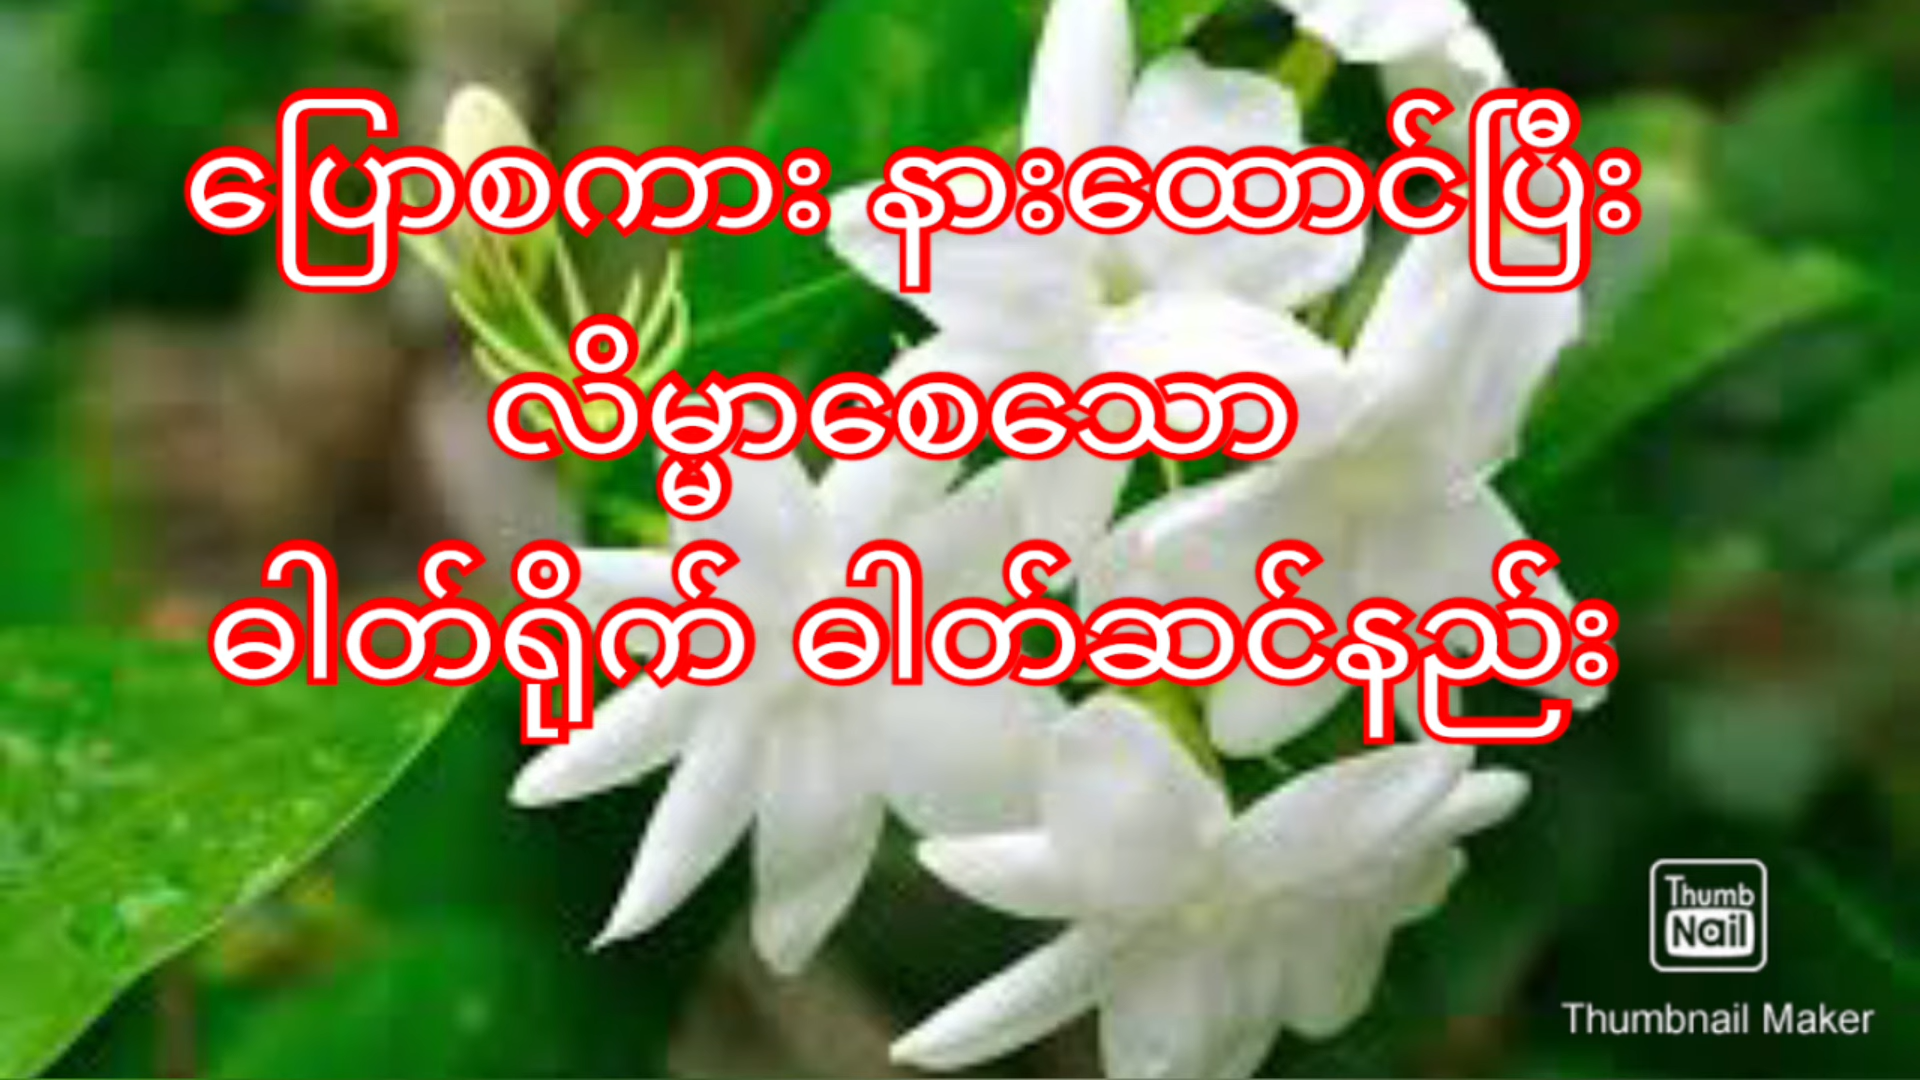 ပြောစကား နားထောင်ပြီး
လိမ္မာစေသော
ဓါတ်ရိုက် ဓါတ်ဆင်နည်း
Thumb
Nail
Thumbnail Maker